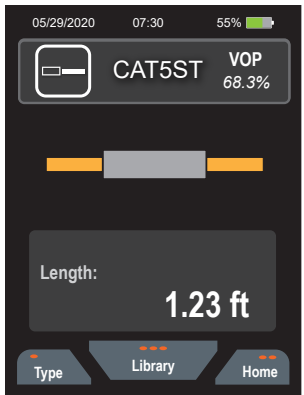 05/29/2020 07:30 55%
CAT5ST
VOP
68.3%
Length:
1.23 ft
Type
Library
Home